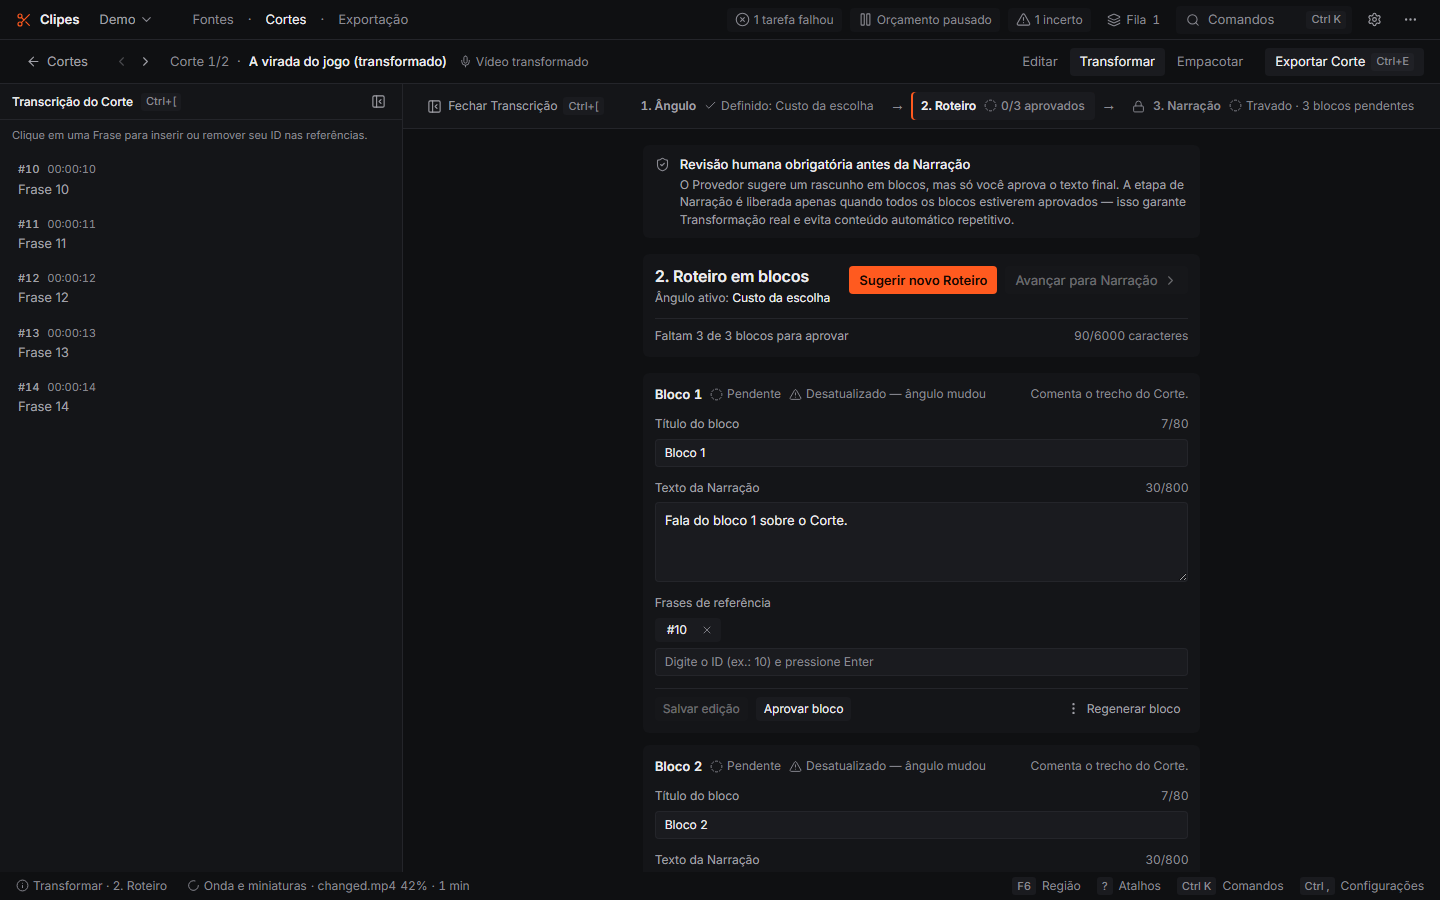 Clipes Demo Fontes · Cortes · Exportação 1 tarefa falhou Orçamento pausado 1 incerto Fila 1 Comandos Ctrl K
Cortes Corte 1/2 · A virada do jogo (transformado) Vídeo transformado Editar Transformar Empacotar Exportar Corte Ctrl+E
Transcrição do Corte Ctrl+[
Clique em uma Frase para inserir ou remover seu ID nas referências.
#10 00:00:10
Frase 10
#11 00:00:11
Frase 11
#12 00:00:12
Frase 12
#13 00:00:13
Frase 13
#14 00:00:14
Frase 14
Fechar Transcrição Ctrl+[ 1. Ângulo Definido: Custo da escolha → 2. Roteiro 0/3 aprovados → 3. Narração Travado · 3 blocos pendentes
Revisão humana obrigatória antes da Narração
O Provedor sugere um rascunho em blocos, mas só você aprova o texto final. A etapa de
Narração é liberada apenas quando todos os blocos estiverem aprovados — isso garante
Transformação real e evita conteúdo automático repetitivo.
2. Roteiro em blocos Sugerir novo Roteiro Avançar para Narração
Ângulo ativo: Custo da escolha
Faltam 3 de 3 blocos para aprovar 90/6000 caracteres
Bloco 1 Pendente Desatualizado — ângulo mudou Comenta o trecho do Corte.
Título do bloco 7/80
Bloco 1
Texto da Narração 30/800
Fala do bloco 1 sobre o Corte.
Frases de referência
#10 ×
Digite o ID (ex.: 10) e pressione Enter
Salvar edição Aprovar bloco Regenerar bloco
Bloco 2 Pendente Desatualizado — ângulo mudou Comenta o trecho do Corte.
Título do bloco 7/80
Bloco 2
Texto da Narração 30/800
Transformar · 2. Roteiro Onda e miniaturas · changed.mp4 42% · 1 min F6 Região ? Atalhos Ctrl K Comandos Ctrl , Configurações